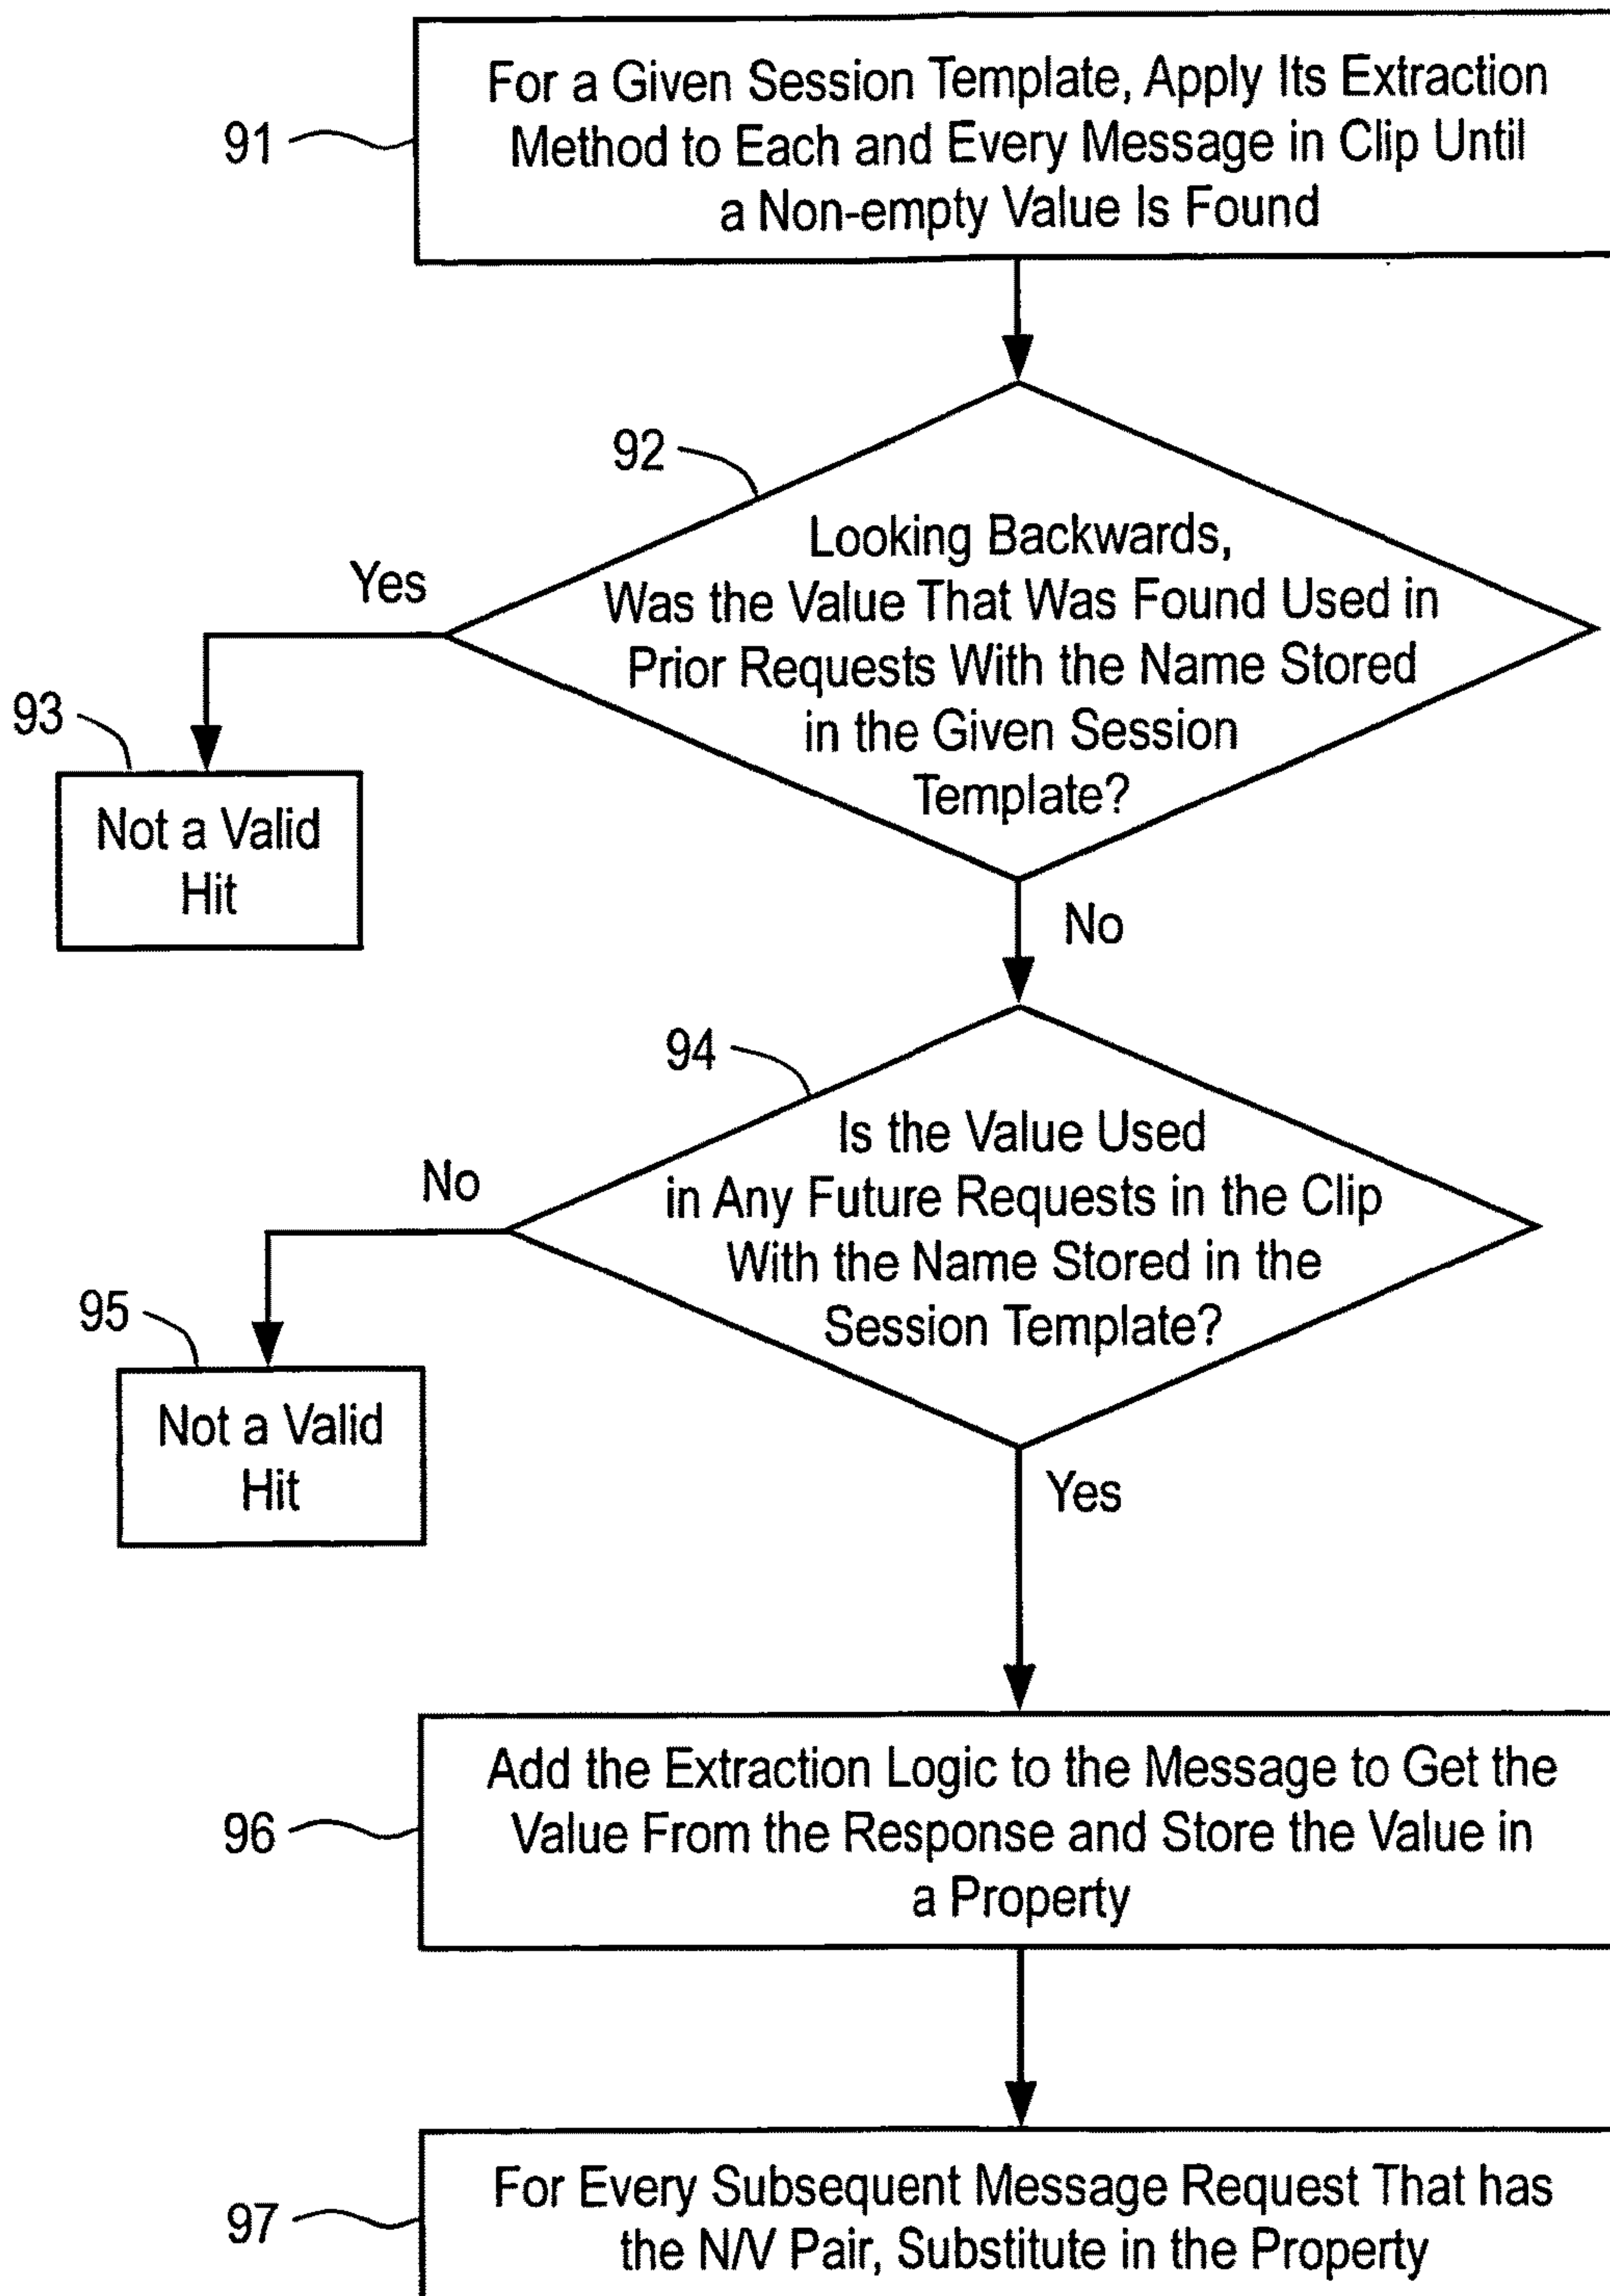 For a Given Session Template, Apply Its Extraction
Method to Each and Every Message in Clip Until
a Non-empty Value Is Found
91
92
Looking Backwards,
Was the Value That Was Found Used in
Prior Requests With the Name Stored
in the Given Session
Template?
Yes
93
Not a Valid
Hit
No
94
Is the Value Used
in Any Future Requests in the Clip
With the Name Stored in the
Session Template?
No
95
Not a Valid
Hit
Yes
Add the Extraction Logic to the Message to Get the
Value From the Response and Store the Value in
a Property
96
For Every Subsequent Message Request That has
the N/V Pair, Substitute in the Property
97